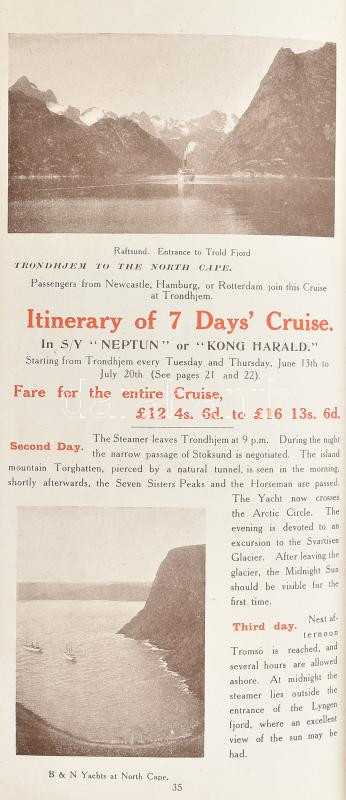 Raftsund. Entrance to Trold Fjord
TRONDHJEM TO THE NORTH CAPE.
Passengers from Newcastle, Hamburg, or Rotterdam join this Cruise
at Trondhjem.
Itinerary of 7 Days' Cruise.
In S/Y "NEPTUN" or "KONG HARALD."
Starting from Trondhjem every Tuesday and Thursday, June 13th to
July 20th (See pages 21 and 22).
Fare for the entire Cruise,
£12 4s. 6d. to £16 13s. 6d.
Second Day. The Steamer leaves Trondhjem at 9 p.m. During the night
the narrow passage of Stoksund is negotiated. The island
mountain Torghatten, pierced by a natural tunnel, is seen in the morning,
shortly afterwards, the Seven Sisters Peaks and the Horseman are passed.
The Yacht now crosses
the Arctic Circle. The
evening is devoted to an
excursion to the Svartisen
Glacier. After leaving the
glacier, the Midnight Sun
should be visible for the
first time.
Third day. Next af-
ternoon
Tromsö is reached, and
several hours are allowed
ashore. At midnight the
steamer lies outside the
entrance of the Lyngen
fjord, where an excellent
view of the sun may be
had.
B & N Yachts at North Cape.
35